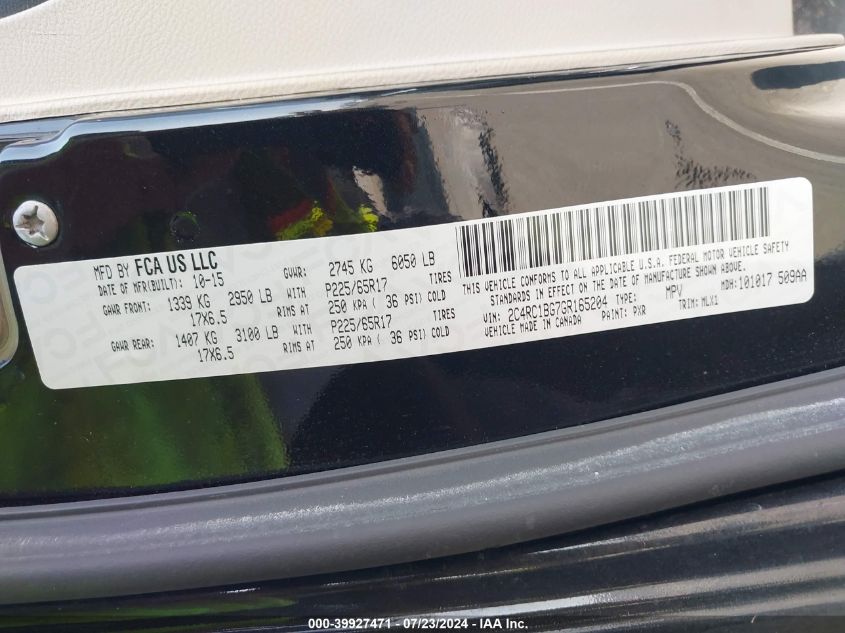 MFD BY FCA US LLC
DATE OF MFR(BUILT): 10-15 GVWR: 2745 KG 6050 LB
GAWR FRONT: 1339 KG 2950 LB WITH P225/65R17 TIRES
17X6.5 RIMS AT 250 KPA ( 36 PSI) COLD
GAWR REAR: 1407 KG 3100 LB WITH P225/65R17 TIRES
17X6.5 RIMS AT 250 KPA ( 36 PSI) COLD
THIS VEHICLE CONFORMS TO ALL APPLICABLE U.S.A. FEDERAL MOTOR VEHICLE SAFETY
STANDARDS IN EFFECT ON THE DATE OF MANUFACTURE SHOWN ABOVE.
VIN: 2C4RC1BG7GR165204 TYPE: MPV MDH: 101017 509AA
VEHICLE MADE IN CANADA PAINT: PXR TRIM: MLX1
000-39927471 - 07/23/2024 - IAA Inc.